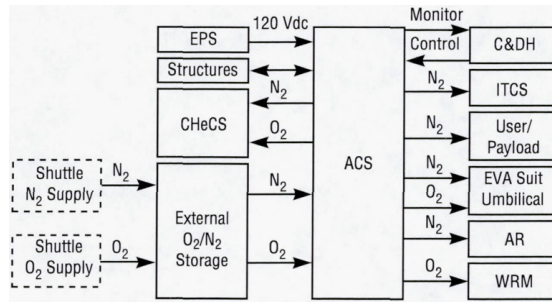 EPS
120 Vdc
Monitor
Control
C&DH
Structures
N2
ITCS
CHeCS
N2
O2
ACS
N2
User/
Payload
Shuttle
N2 Supply
N2
External
O2/N2
Storage
N2
N2
O2
EVA Suit
Umbilical
Shuttle
O2 Supply
O2
O2
N2
AR
O2
WRM